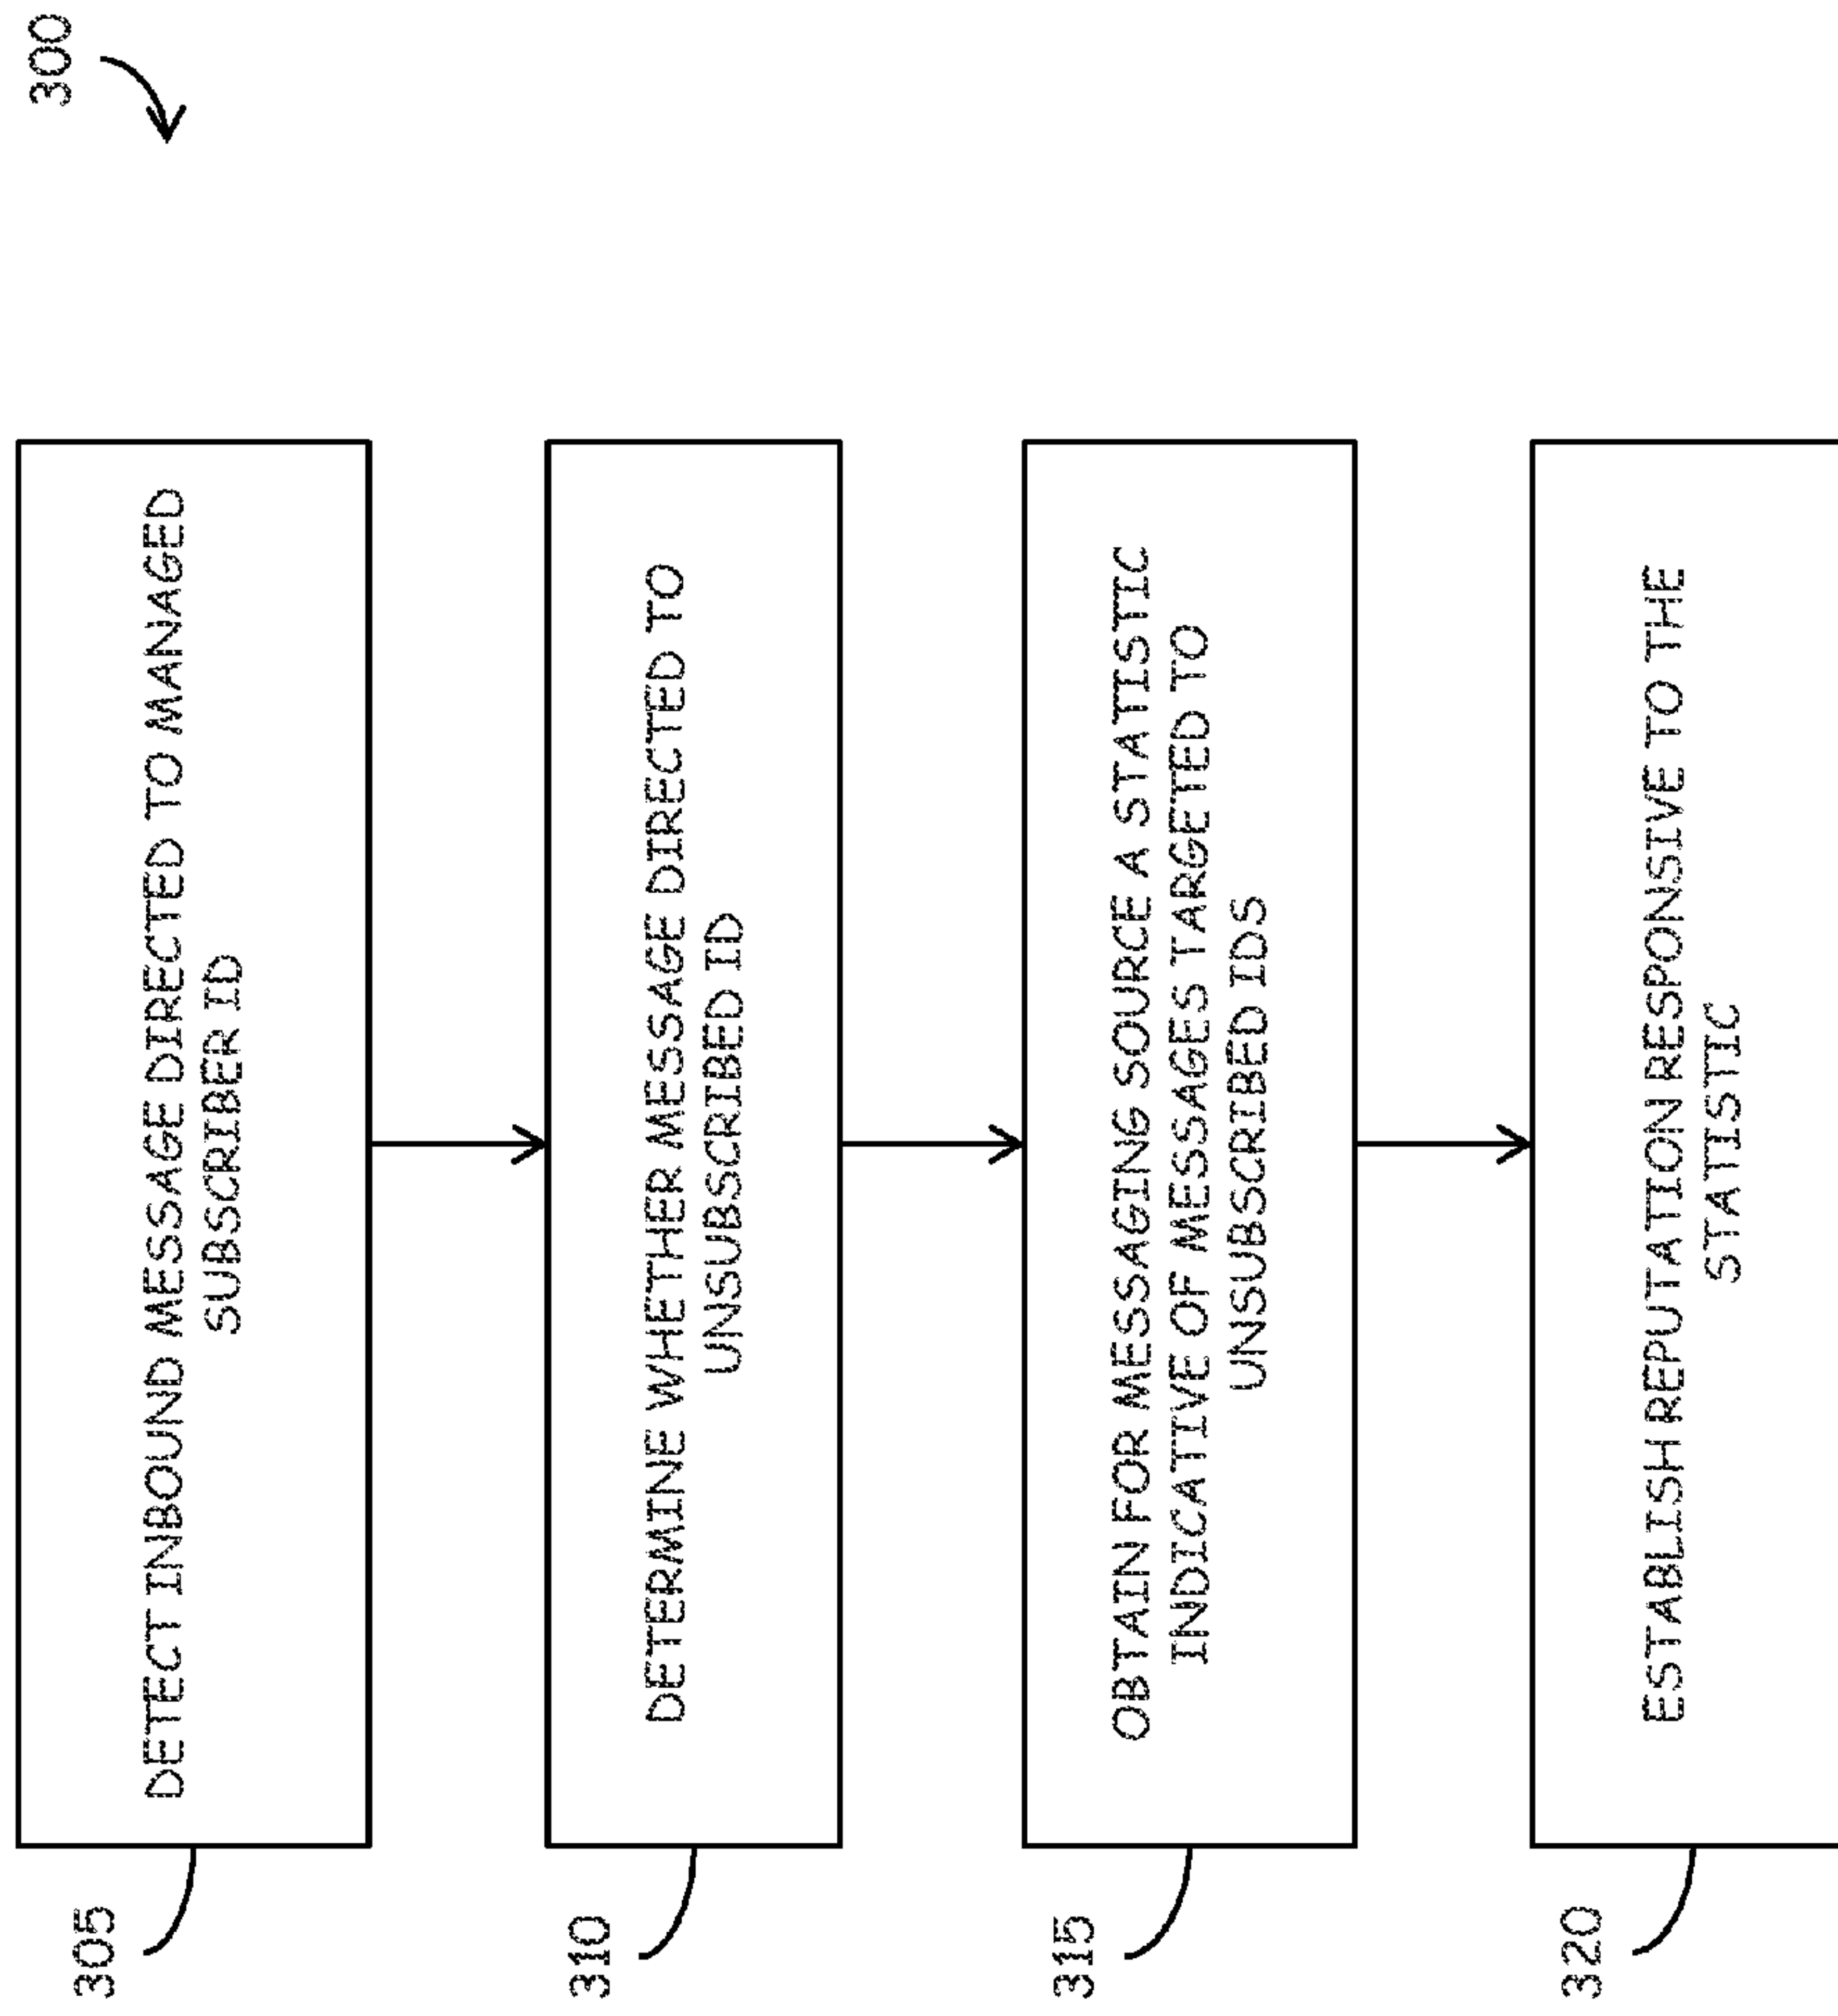 300
305
DETECT INBOUND MESSAGE DIRECTED TO MANAGED
SUBSCRIBER ID
310
DETERMINE WHETHER MESSAGE DIRECTED TO
UNSUBSCRIBED ID
315
OBTAIN FOR MESSAGING SOURCE A STATISTIC
INDICATIVE OF MESSAGES TARGETED TO
UNSUBSCRIBED IDS
320
ESTABLISH REPUTATION RESPONSIVE TO THE
STATISTIC